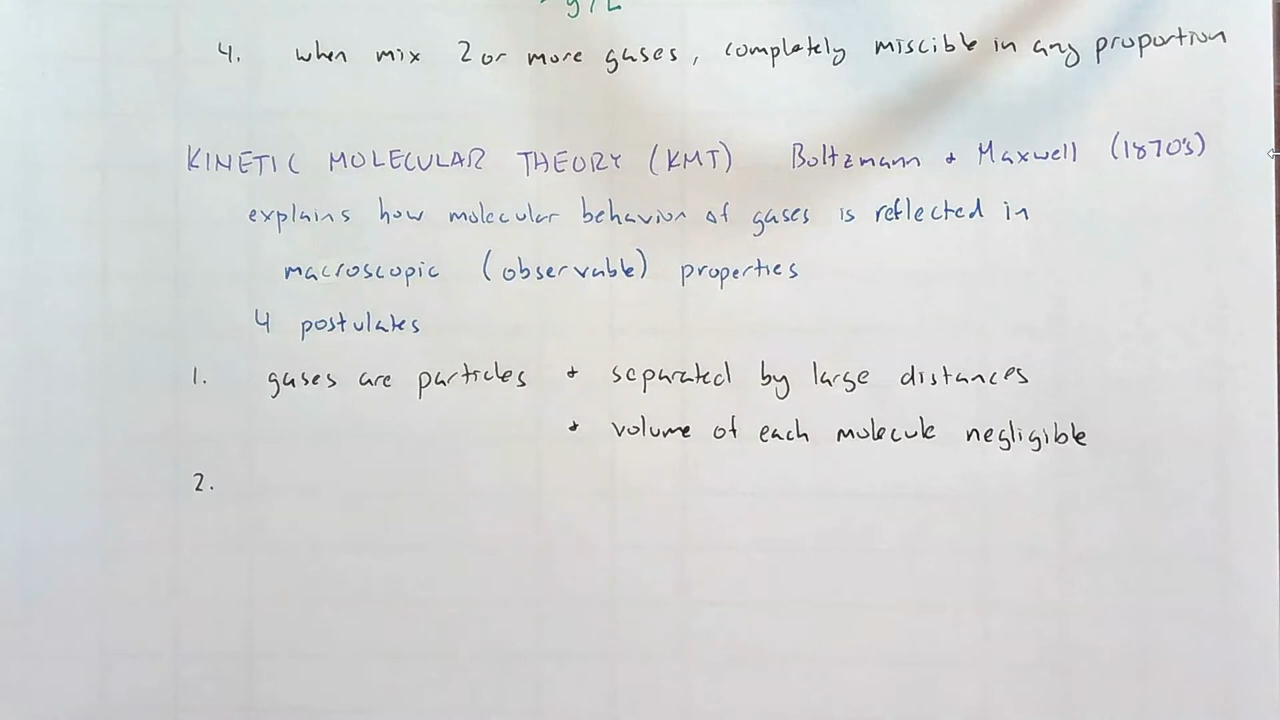 g/L
4. when mix 2 or more gases, completely miscible in any proportion
KINETIC MOLECULAR THEORY (KMT) Boltzmann + Maxwell (1870's)
explains how molecular behavior of gases is reflected in
macroscopic (observable) properties
4 postulates
1. gases are particles + separated by large distances
+ volume of each molecule negligible
2.